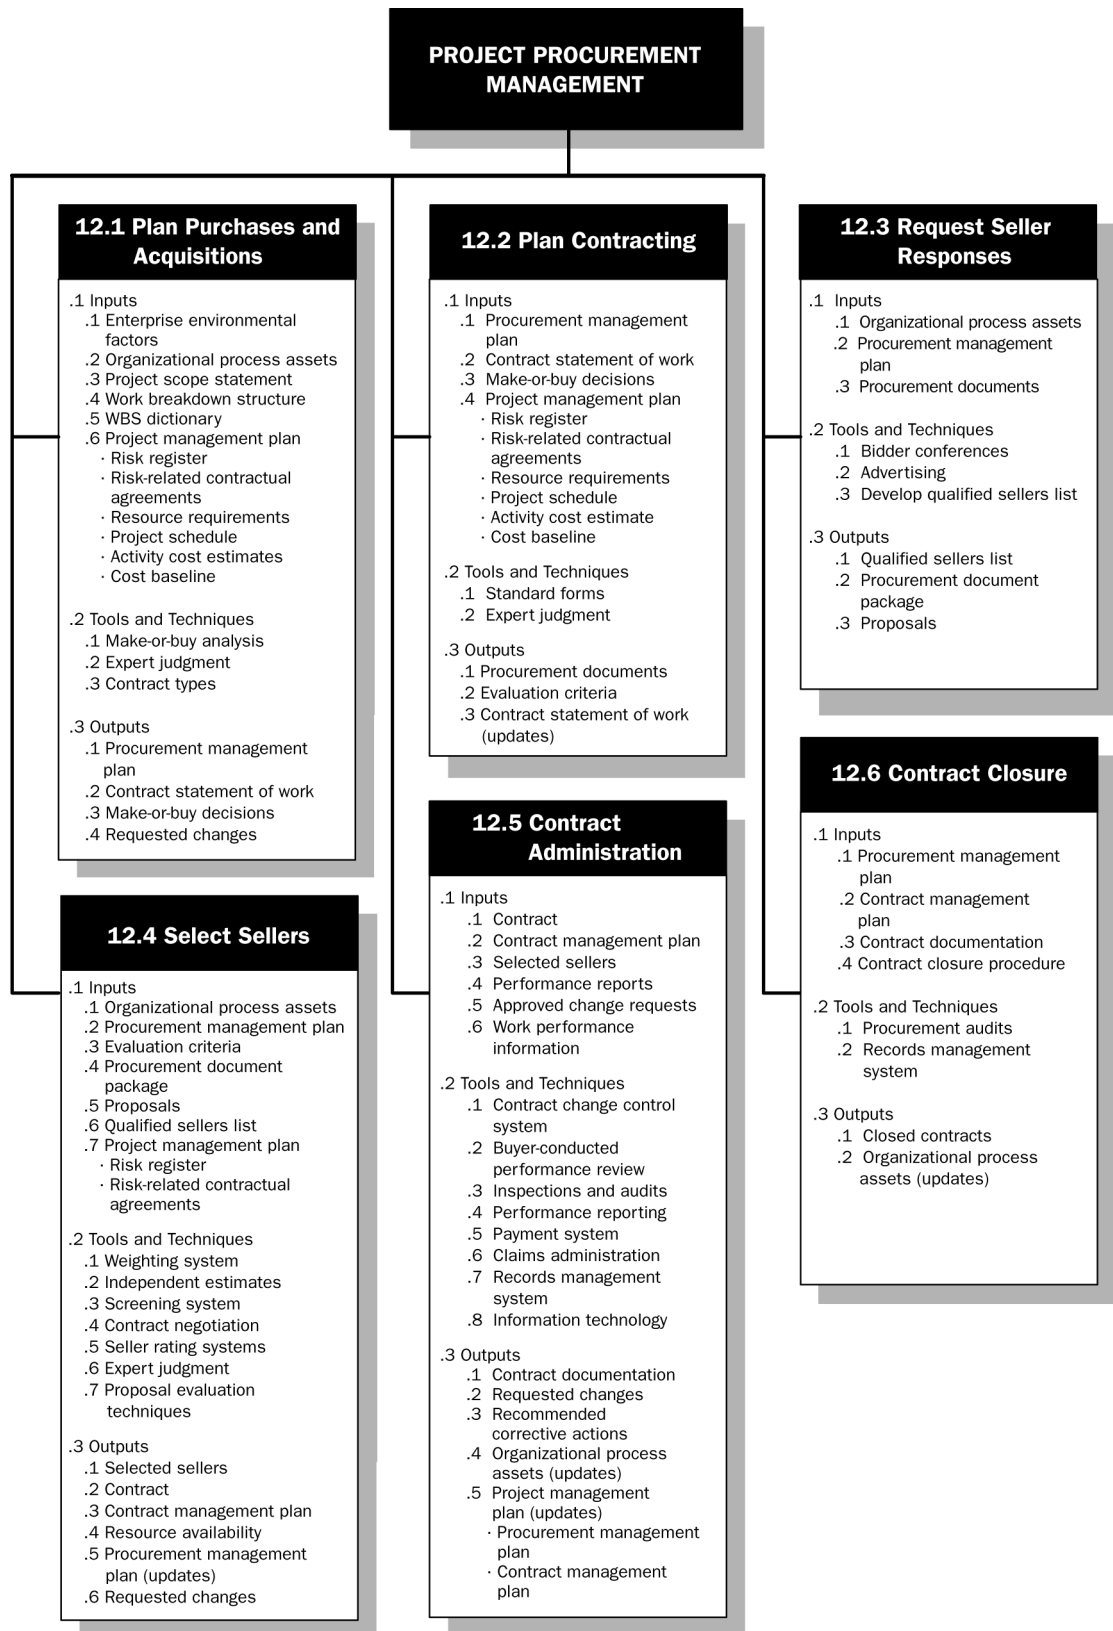 PROJECT PROCUREMENT
MANAGEMENT
12.1 Plan Purchases and
Acquisitions
.1 Inputs
.1 Enterprise environmental
factors
.2 Organizational process assets
.3 Project scope statement
.4 Work breakdown structure
.5 WBS dictionary
.6 Project management plan
· Risk register
· Risk-related contractual
agreements
· Resource requirements
· Project schedule
· Activity cost estimates
· Cost baseline
.2 Tools and Techniques
.1 Make-or-buy analysis
.2 Expert judgment
.3 Contract types
.3 Outputs
.1 Procurement management
plan
.2 Contract statement of work
.3 Make-or-buy decisions
.4 Requested changes
12.2 Plan Contracting
.1 Inputs
.1 Procurement management
plan
.2 Contract statement of work
.3 Make-or-buy decisions
.4 Project management plan
· Risk register
· Risk-related contractual
agreements
· Resource requirements
· Project schedule
· Activity cost estimate
· Cost baseline
.2 Tools and Techniques
.1 Standard forms
.2 Expert judgment
.3 Outputs
.1 Procurement documents
.2 Evaluation criteria
.3 Contract statement of work
(updates)
12.3 Request Seller
Responses
.1 Inputs
.1 Organizational process assets
.2 Procurement management
plan
.3 Procurement documents
.2 Tools and Techniques
.1 Bidder conferences
.2 Advertising
.3 Develop qualified sellers list
.3 Outputs
.1 Qualified sellers list
.2 Procurement document
package
.3 Proposals
12.4 Select Sellers
.1 Inputs
.1 Organizational process assets
.2 Procurement management plan
.3 Evaluation criteria
.4 Procurement document
package
.5 Proposals
.6 Qualified sellers list
.7 Project management plan
· Risk register
· Risk-related contractual
agreements
.2 Tools and Techniques
.1 Weighting system
.2 Independent estimates
.3 Screening system
.4 Contract negotiation
.5 Seller rating systems
.6 Expert judgment
.7 Proposal evaluation
techniques
.3 Outputs
.1 Selected sellers
.2 Contract
.3 Contract management plan
.4 Resource availability
.5 Procurement management
plan (updates)
.6 Requested changes
12.5 Contract
Administration
.1 Inputs
.1 Contract
.2 Contract management plan
.3 Selected sellers
.4 Performance reports
.5 Approved change requests
.6 Work performance
information
.2 Tools and Techniques
.1 Contract change control
system
.2 Buyer-conducted
performance review
.3 Inspections and audits
.4 Performance reporting
.5 Payment system
.6 Claims administration
.7 Records management
system
.8 Information technology
.3 Outputs
.1 Contract documentation
.2 Requested changes
.3 Recommended
corrective actions
.4 Organizational process
assets (updates)
.5 Project management
plan (updates)
· Procurement management
plan
· Contract management
plan
12.6 Contract Closure
.1 Inputs
.1 Procurement management
plan
.2 Contract management
plan
.3 Contract documentation
.4 Contract closure procedure
.2 Tools and Techniques
.1 Procurement audits
.2 Records management
system
.3 Outputs
.1 Closed contracts
.2 Organizational process
assets (updates)